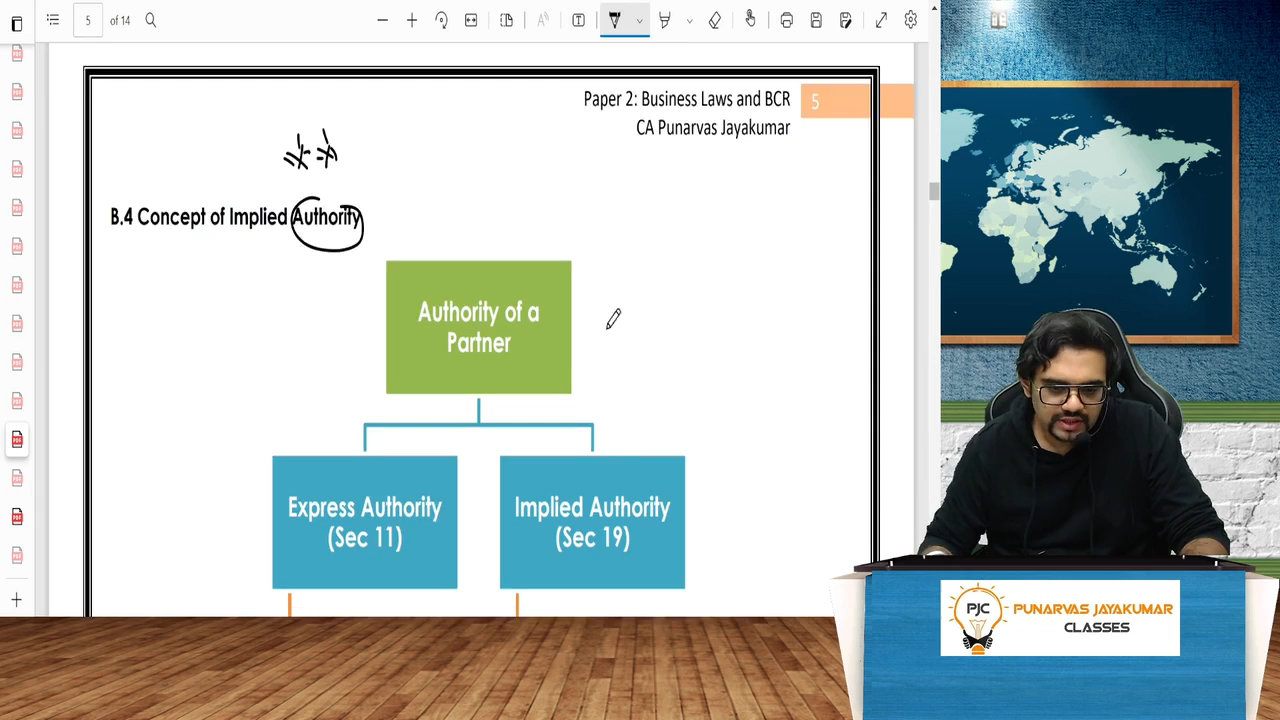 5 of 14
Paper 2: Business Laws and BCR 5
CA Punarvas Jayakumar
B.4 Concept of Implied Authority
Authority of a
Partner
Express Authority
(Sec 11)
Implied Authority
(Sec 19)
PJC PUNARVAS JAYAKUMAR
CLASSES